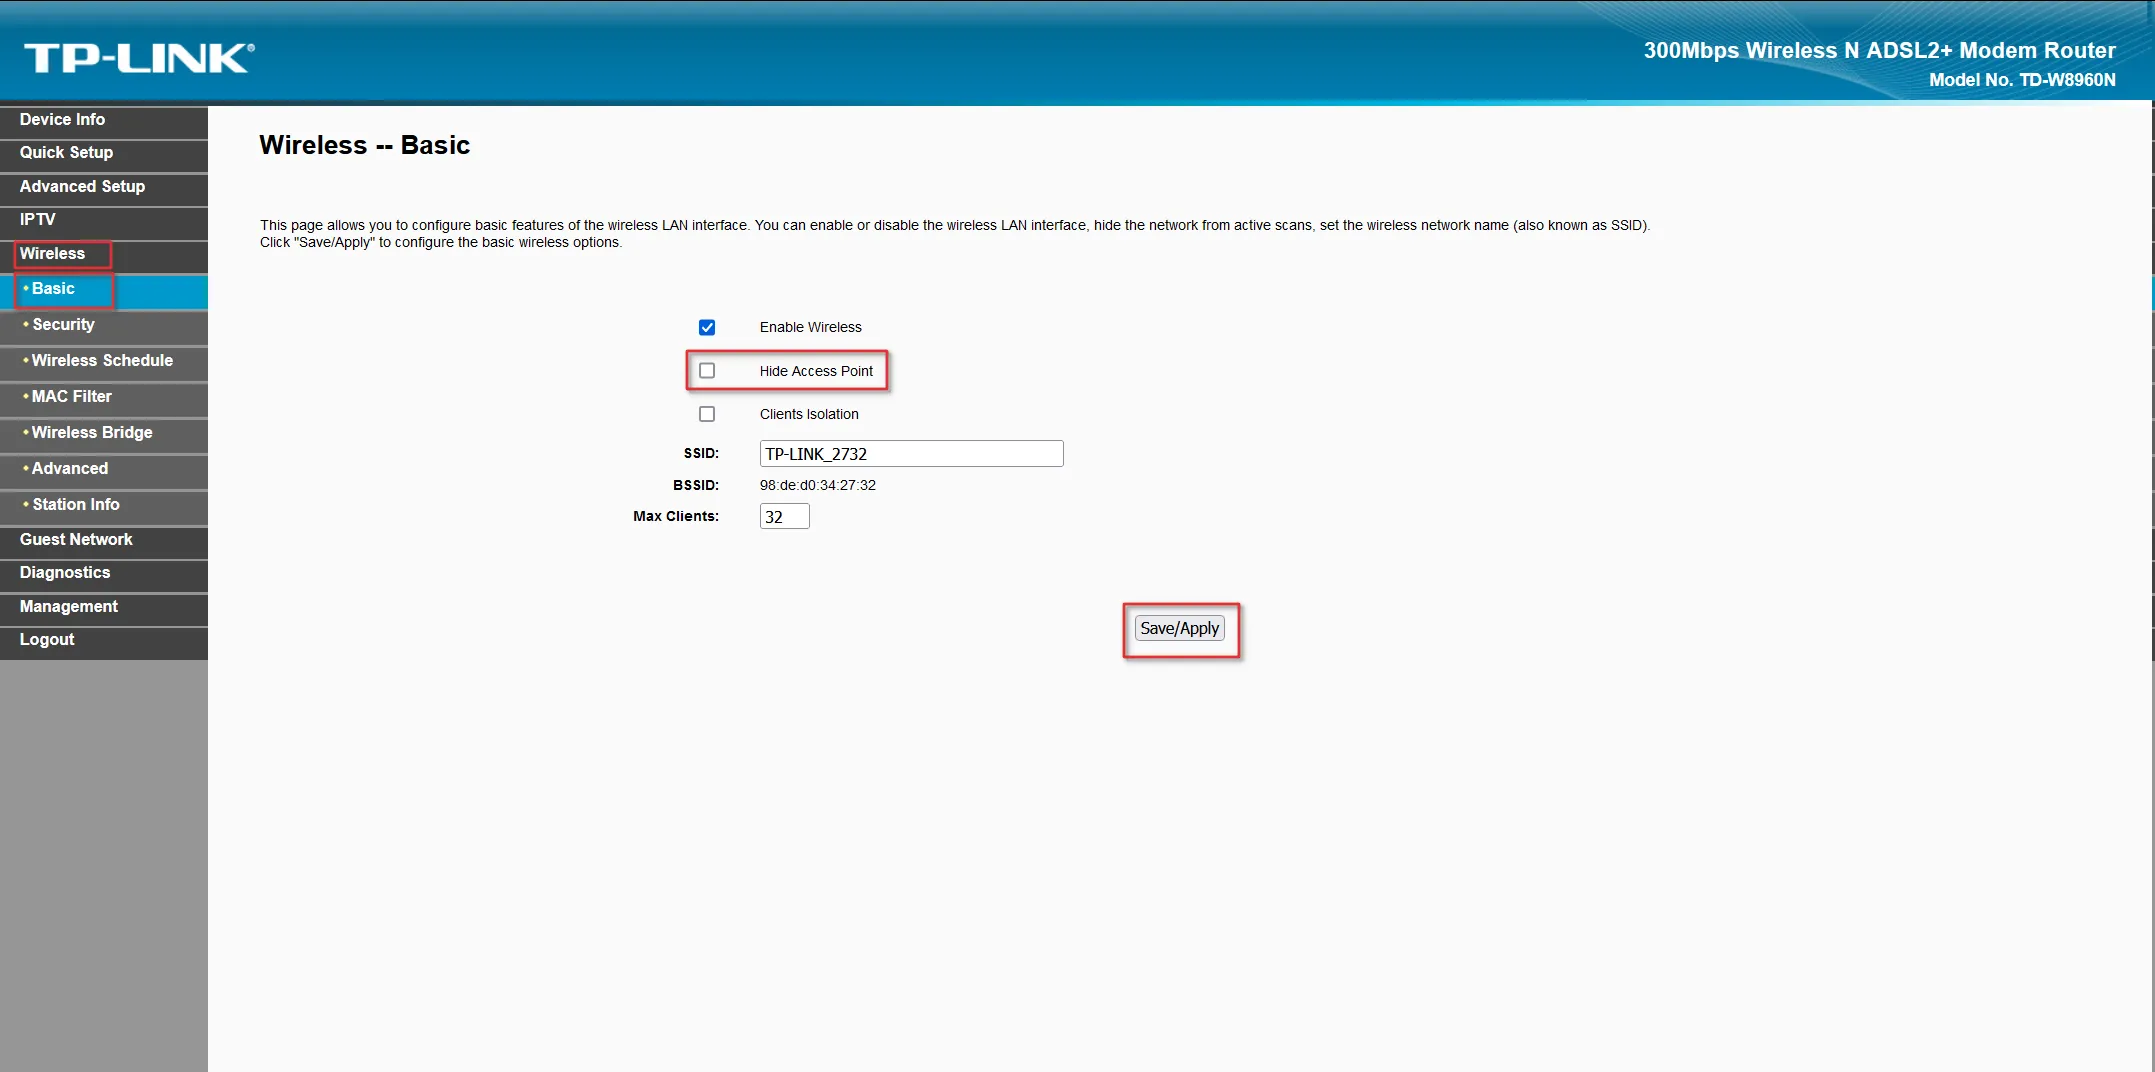 TP-LINK®
300Mbps Wireless N ADSL2+ Modem Router
Model No. TD-W8960N
Device Info
Quick Setup
Advanced Setup
IPTV
Wireless
• Basic
• Security
• Wireless Schedule
• MAC Filter
• Wireless Bridge
• Advanced
• Station Info
Guest Network
Diagnostics
Management
Logout
Wireless -- Basic
This page allows you to configure basic features of the wireless LAN interface. You can enable or disable the wireless LAN interface, hide the network from active scans, set the wireless network name (also known as SSID).
Click "Save/Apply" to configure the basic wireless options.
Enable Wireless
Hide Access Point
Clients Isolation
SSID: TP-LINK_2732
BSSID: 98:de:d0:34:27:32
Max Clients: 32
Save/Apply